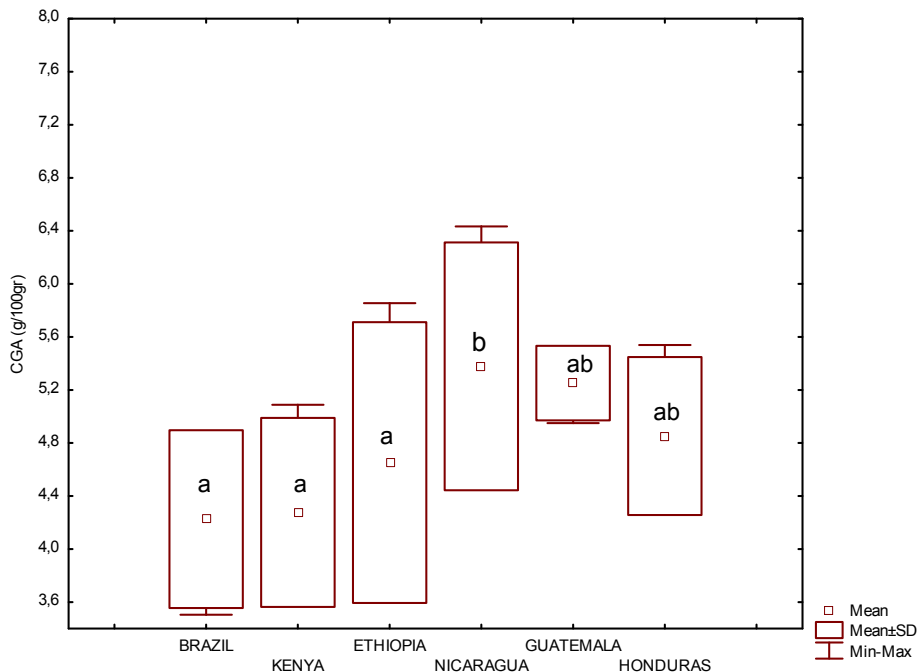 8,0
7,6
7,2
6,8
6,4
6,0
5,6
5,2
4,8
4,4
4,0
3,6
CGA (g/100gr)
a
a
a
b
ab
ab
BRAZIL
KENYA
ETHIOPIA
NICARAGUA
GUATEMALA
HONDURAS
Mean
Mean±SD
Min-Max